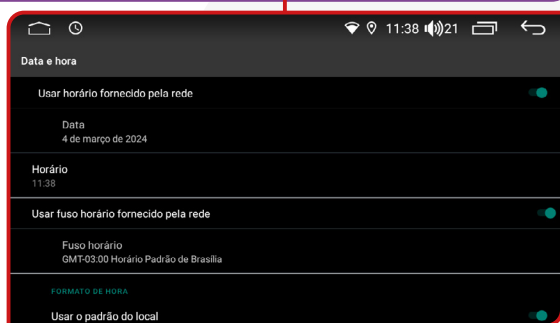 11:38 21
Data e hora
Usar horário fornecido pela rede
Data
4 de março de 2024
Horário
11:38
Usar fuso horário fornecido pela rede
Fuso horário
GMT-03:00 Horário Padrão de Brasília
FORMATO DE HORA
Usar o padrão do local